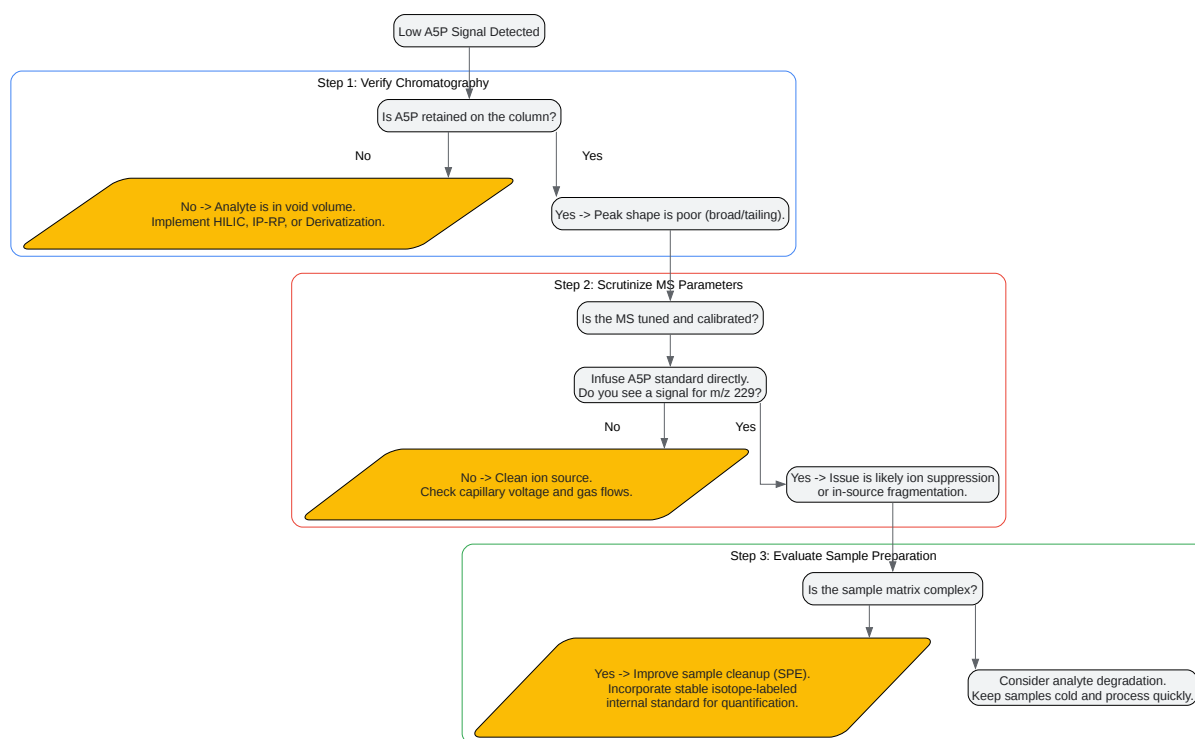 Low A5P Signal Detected
Step 1: Verify Chromatography
Is A5P retained on the column?
No
Yes
No -> Analyte is in void volume.
Implement HILIC, IP-RP, or Derivatization.
Yes -> Peak shape is poor (broad/tailing).
Step 2: Scrutinize MS Parameters
Is the MS tuned and calibrated?
Infuse A5P standard directly.
Do you see a signal for m/z 229?
No
Yes
No -> Clean ion source.
Check capillary voltage and gas flows.
Yes -> Issue is likely ion suppression
or in-source fragmentation.
Step 3: Evaluate Sample Preparation
Is the sample matrix complex?
Yes -> Improve sample cleanup (SPE).
Incorporate stable isotope-labeled
internal standard for quantification.
Consider analyte degradation.
Keep samples cold and process quickly.